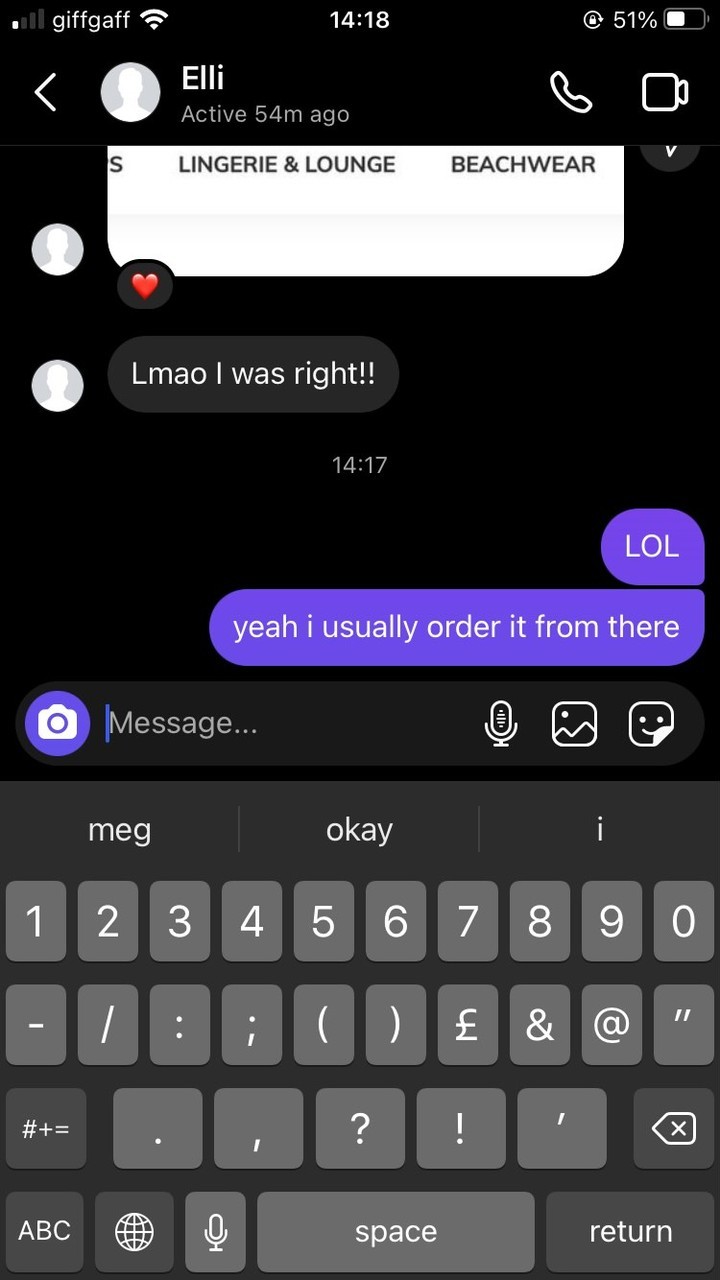 giffgaff 14:18 51%
Elli
Active 54m ago
S LINGERIE & LOUNGE BEACHWEAR
Lmao I was right!!
14:17
LOL
yeah i usually order it from there
Message...
meg okay i
1 2 3 4 5 6 7 8 9 0
- / : ; ( ) £ & @ "
#+= . , ? ! '
ABC space return